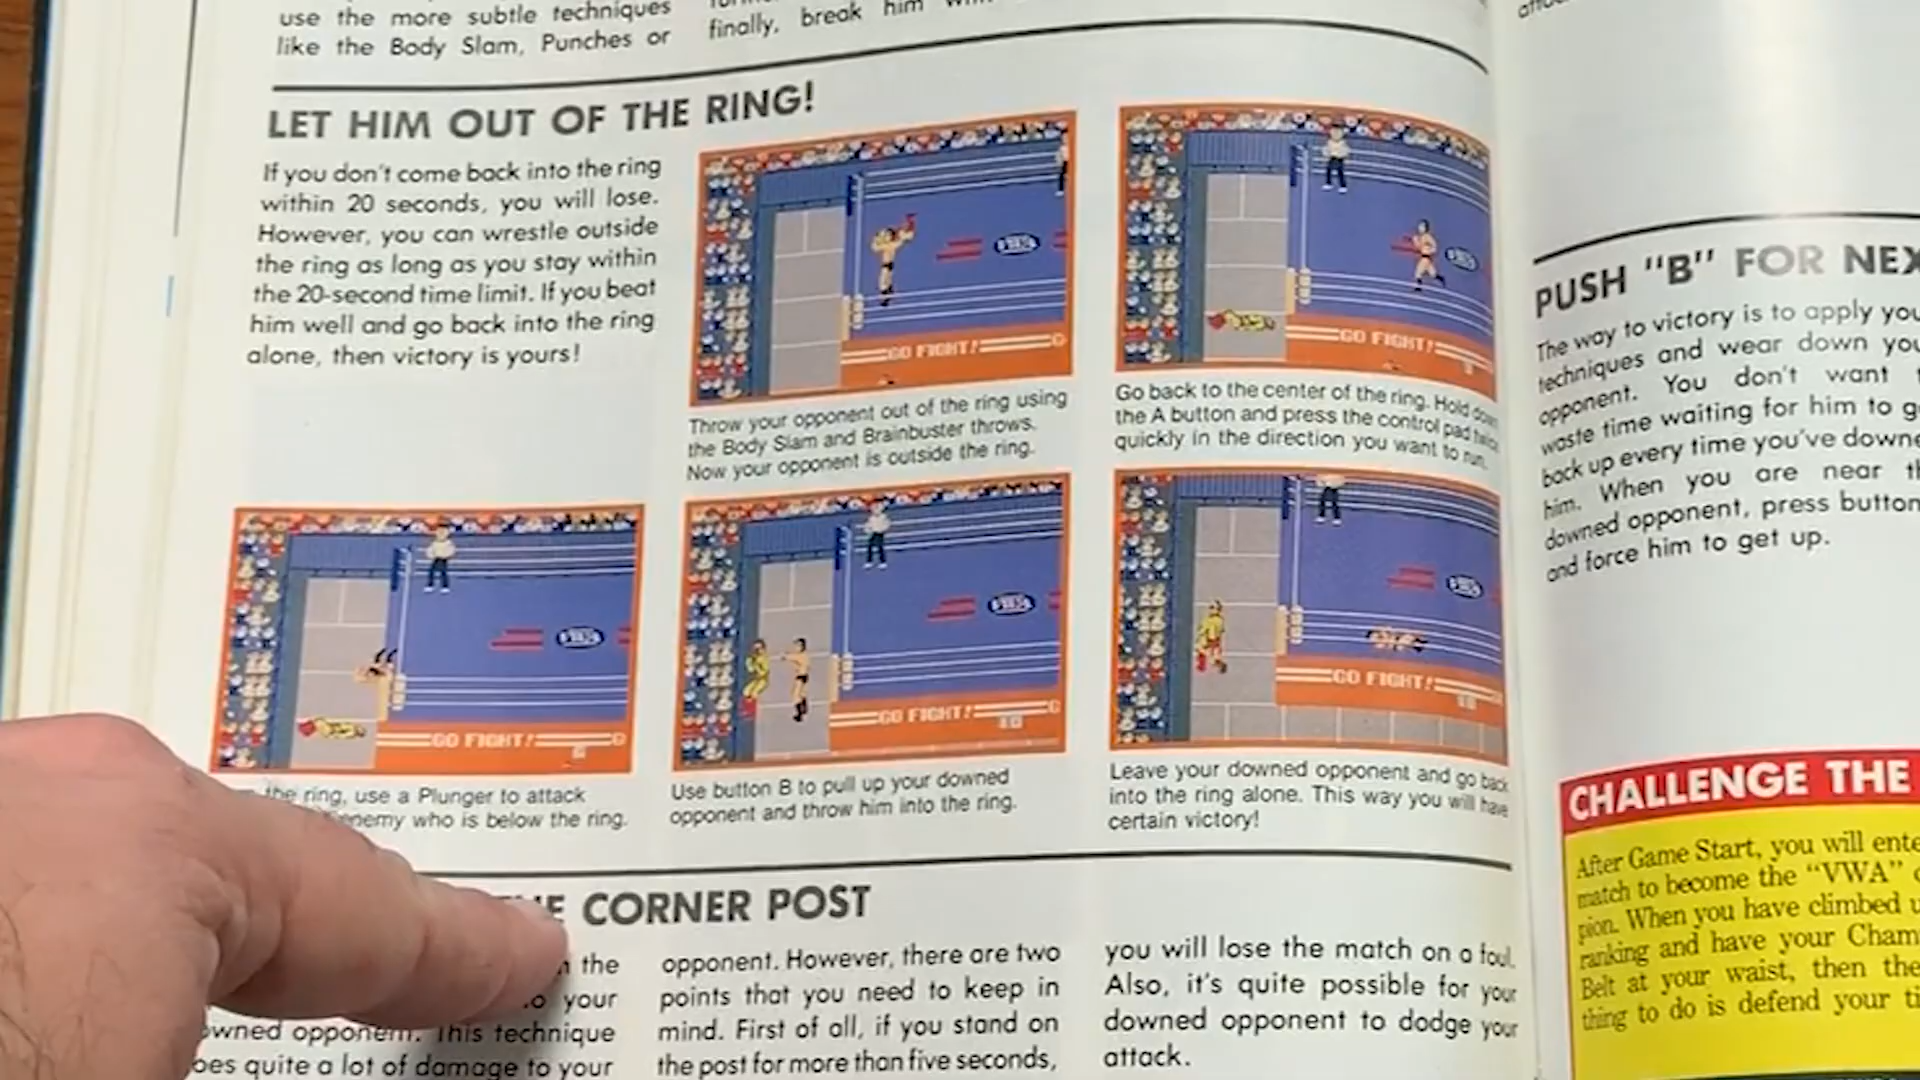 use the more subtle techniques
like the Body Slam, Punches or
finally, break him
LET HIM OUT OF THE RING!
If you don't come back into the ring
within 20 seconds, you will lose.
However, you can wrestle outside
the ring as long as you stay within
the 20-second time limit. If you beat
him well and go back into the ring
alone, then victory is yours!
GO FIGHT!
Throw your opponent out of the ring using
the Body Slam and Brainbuster throws.
Now your opponent is outside the ring.
GO FIGHT!
Go back to the center of the ring. Hold down
the A button and press the control pad twice
quickly in the direction you want to run.
GO FIGHT!
the ring, use a Plunger to attack
enemy who is below the ring.
GO FIGHT!
Use button B to pull up your downed
opponent and throw him into the ring.
GO FIGHT!
Leave your downed opponent and go back
into the ring alone. This way you will have
certain victory!
CORNER POST
the
your
This technique
quite a lot of damage to your
opponent. However, there are two
points that you need to keep in
mind. First of all, if you stand on
the post for more than five seconds,
you will lose the match on a foul.
Also, it's quite possible for your
downed opponent to dodge your
attack.
PUSH "B" FOR
The way to victory is to apply
techniques and wear down
opponent. You don't want
waste time waiting for him to
back up every time you've
him. When you are near
downed opponent, press button
and force him to get up.
CHALLENGE THE
After Game Start, you will
match to become the "VWA"
pion. When you have climbed
ranking and have your
Belt at your waist, then
thing to do is defend your